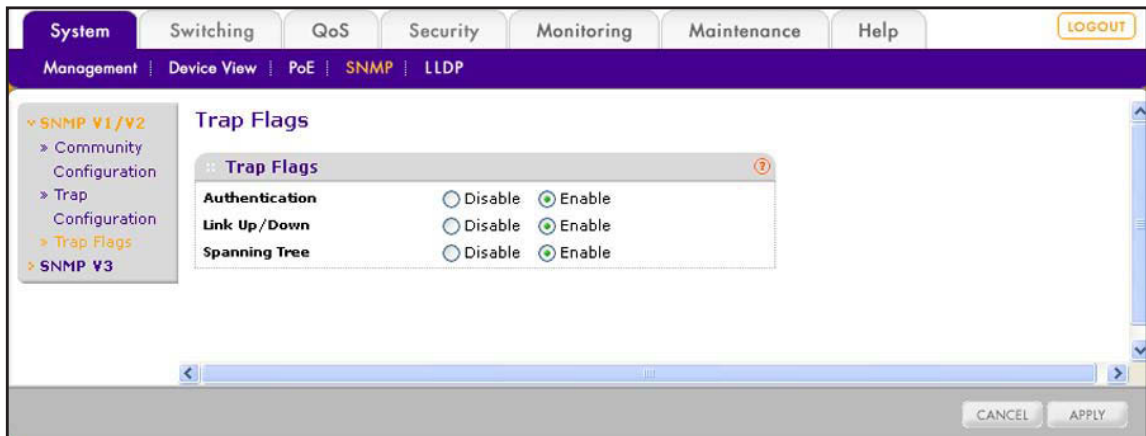 System Switching QoS Security Monitoring Maintenance Help LOGOUT
Management Device View PoE SNMP LLDP
SNMP V1/V2
Community
Configuration
Trap
Configuration
Trap Flags
SNMP V3
Trap Flags
Trap Flags ?
Authentication Disable Enable
Link Up/Down Disable Enable
Spanning Tree Disable Enable
CANCEL APPLY